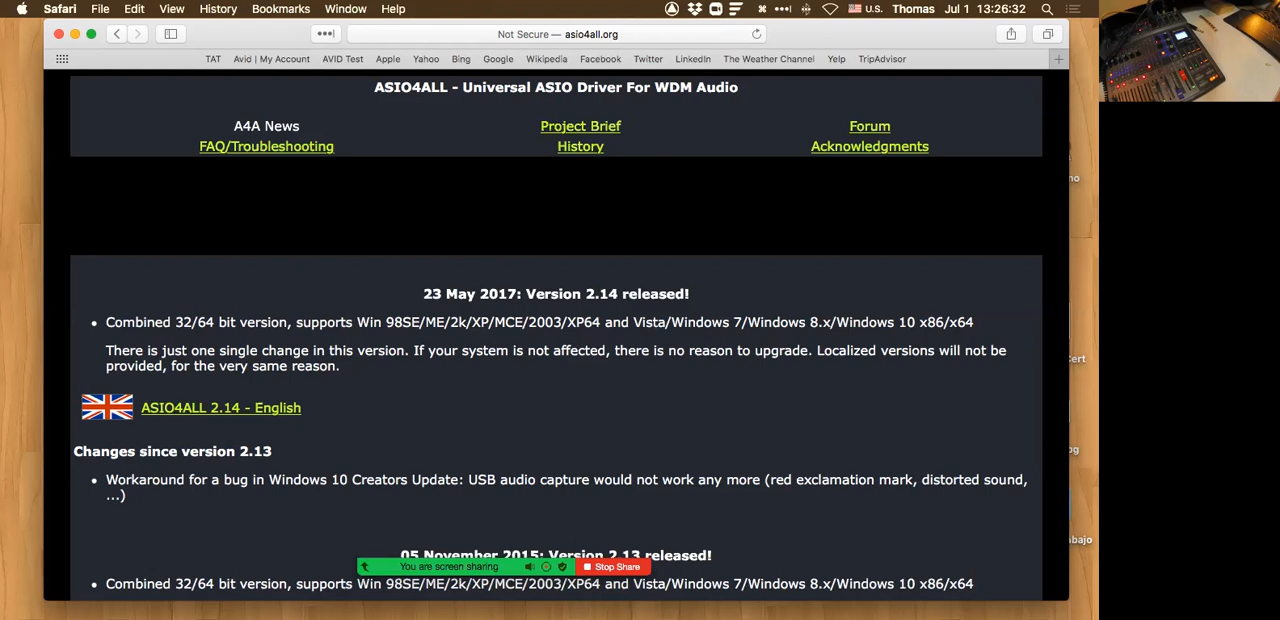 Safari File Edit View History Bookmarks Window Help U.S. Thomas Jul 1 13:26:32
Not Secure — asio4all.org
TAT Avid | My Account AVID Test Apple Yahoo Bing Google Wikipedia Facebook Twitter LinkedIn The Weather Channel Yelp TripAdvisor
ASIO4ALL - Universal ASIO Driver For WDM Audio
A4A News Project Brief Forum
FAQ/Troubleshooting History Acknowledgments
23 May 2017: Version 2.14 released!
• Combined 32/64 bit version, supports Win 98SE/ME/2k/XP/MCE/2003/XP64 and Vista/Windows 7/Windows 8.x/Windows 10 x86/x64
There is just one single change in this version. If your system is not affected, there is no reason to upgrade. Localized versions will not be
provided, for the very same reason.
ASIO4ALL 2.14 - English
Changes since version 2.13
• Workaround for a bug in Windows 10 Creators Update: USB audio capture would not work any more (red exclamation mark, distorted sound,
...)
05 November 2015: Version 2.13 released!
You are screen sharing Stop Share
• Combined 32/64 bit version, supports Win 98SE/ME/2k/XP/MCE/2003/XP64 and Vista/Windows 7/Windows 8.x/Windows 10 x86/x64
no
Cert
og
abajo